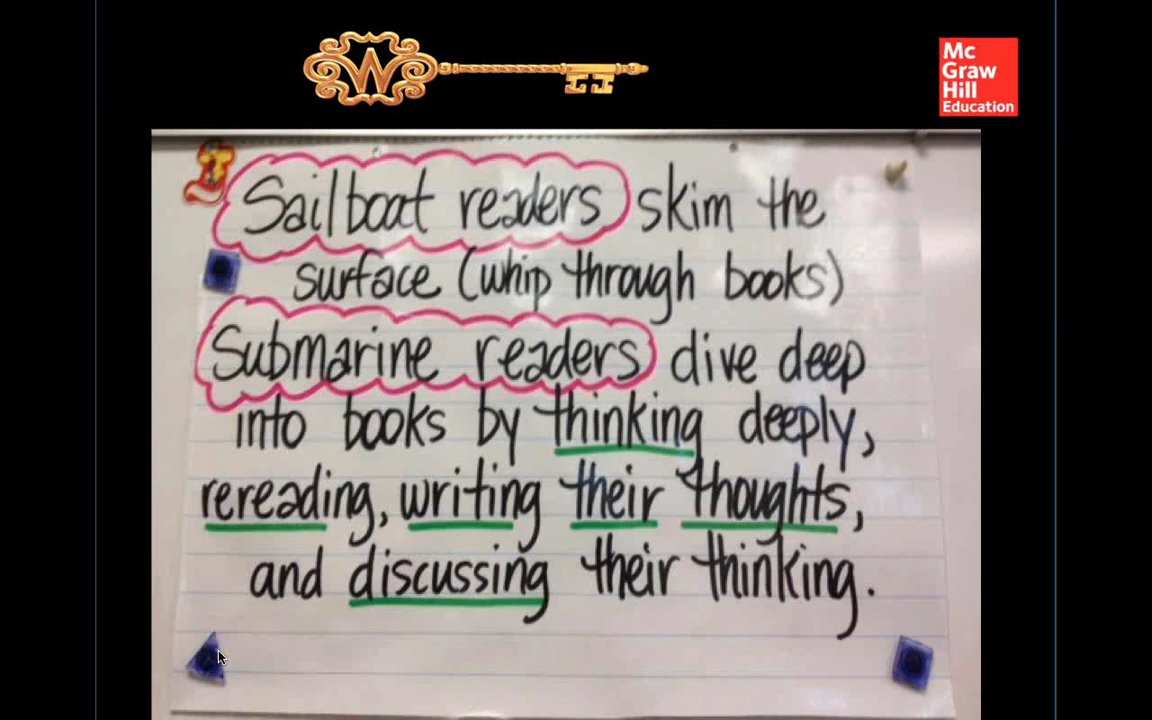 W
Mc
Graw
Hill
Education
Sailboat readers skim the
surface (whip through books)
Submarine readers dive deep
into books by thinking deeply,
rereading, writing their thoughts,
and discussing their thinking.